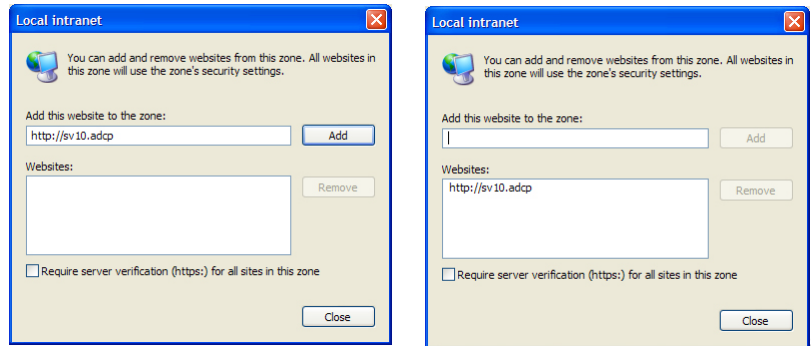 Local intranet
You can add and remove websites from this zone. All websites in
this zone will use the zone's security settings.
Add this website to the zone:
http://sv10.adcp
Add
Websites:
Remove
Require server verification (https:) for all sites in this zone
Close
Local intranet
You can add and remove websites from this zone. All websites in
this zone will use the zone's security settings.
Add this website to the zone:
Add
Websites:
http://sv10.adcp
Remove
Require server verification (https:) for all sites in this zone
Close